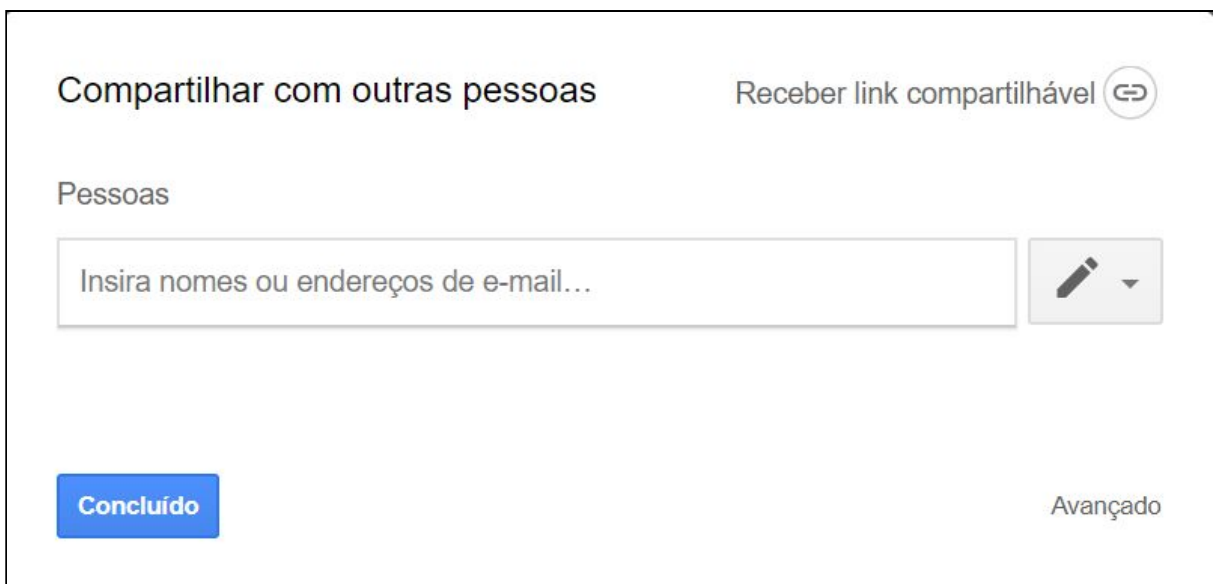 Compartilhar com outras pessoas
Receber link compartilhável
Pessoas
Insira nomes ou endereços de e-mail…
Concluído
Avançado